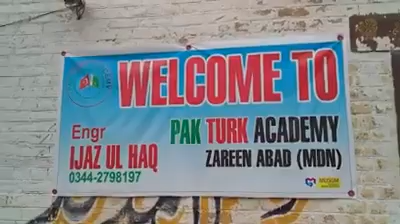 WELCOME TO
Engr
IJAZ UL HAQ
0344-2798197
PAK TURK ACADEMY
ZAREEN ABAD (MDN)